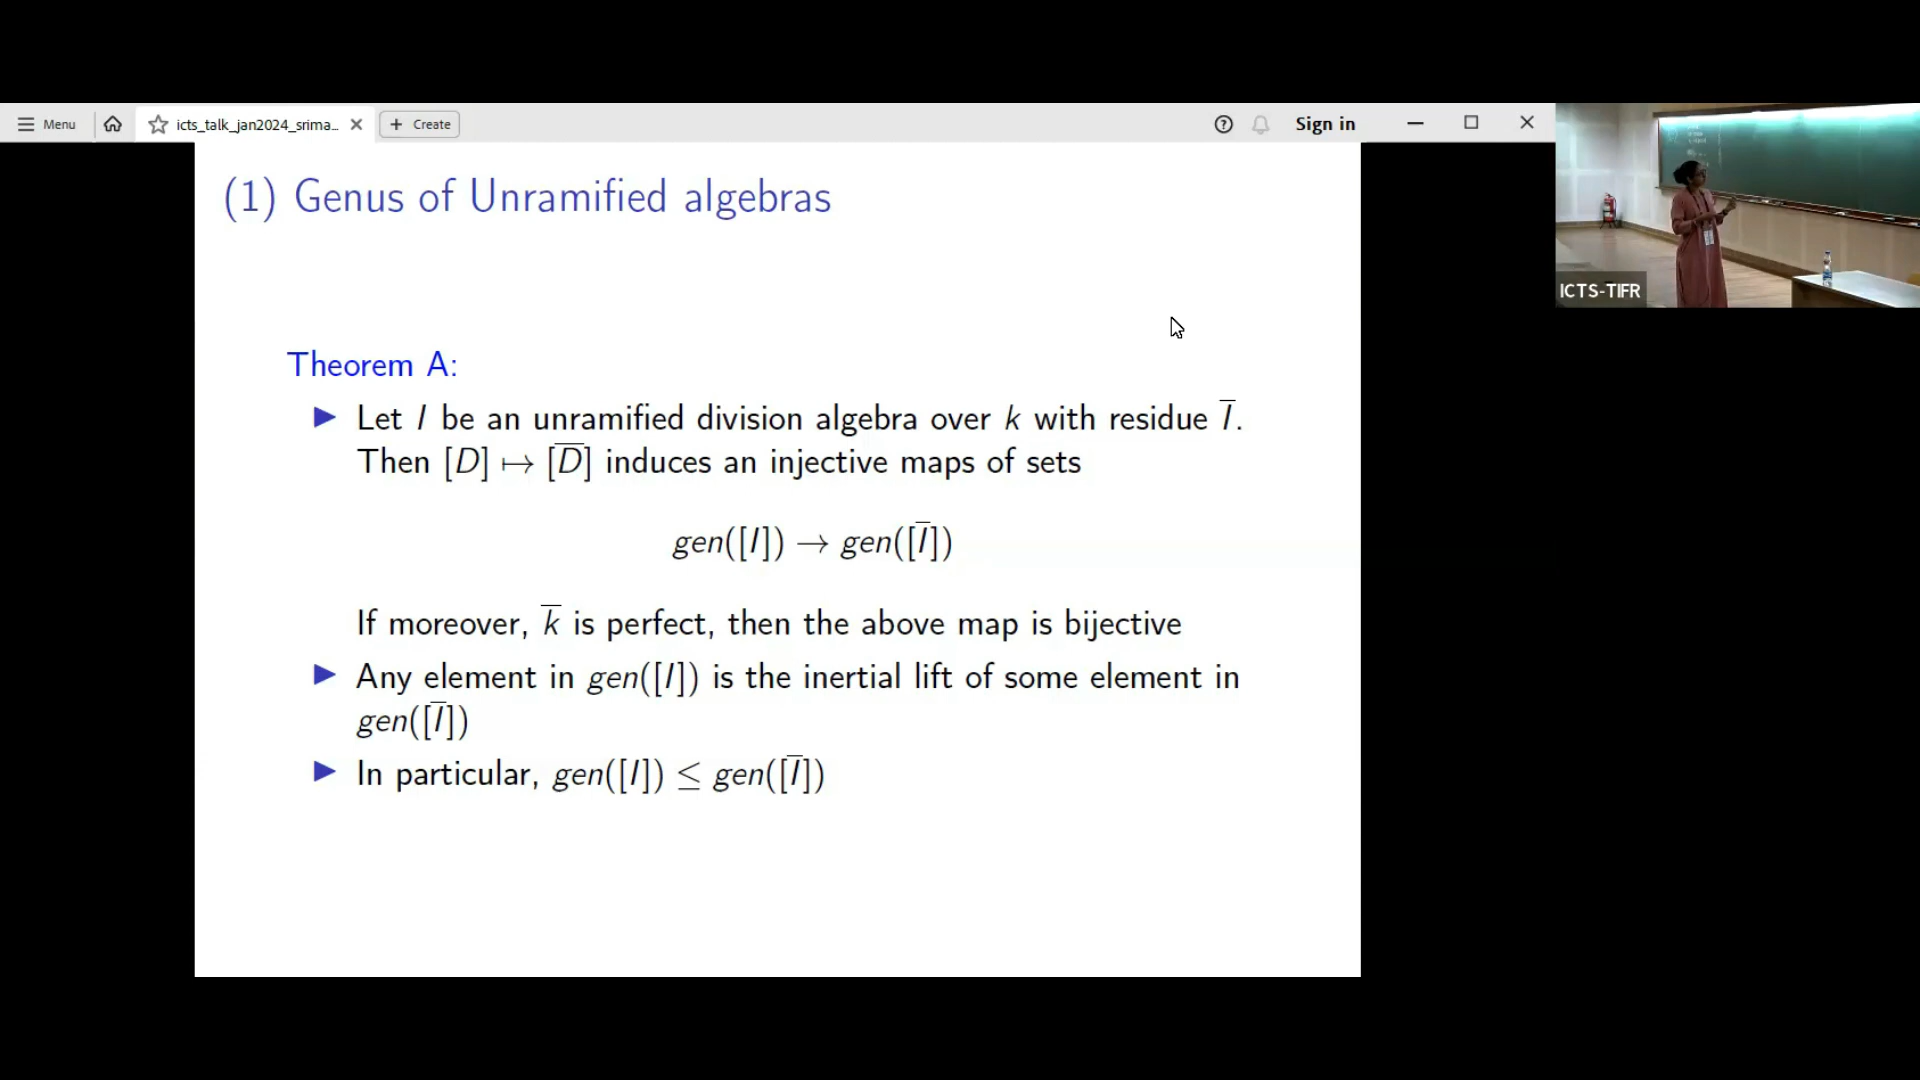 Menu
icts_talk_jan2024_srima...
+ Create
Sign in
(1) Genus of Unramified algebras
Theorem A:
▶ Let I be an unramified division algebra over k with residue I̅.
Then [D] ↦ [D̅] induces an injective maps of sets
gen([I]) → gen([I̅])
If moreover, k̅ is perfect, then the above map is bijective
▶ Any element in gen([I]) is the inertial lift of some element in
gen([I̅])
▶ In particular, gen([I]) ≤ gen([I̅])
ICTS-TIFR